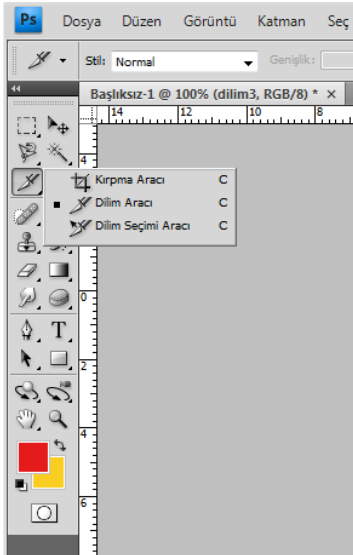 Ps Dosya Düzen Görüntü Katman Seç
Stil: Normal Genişlik:
Başlıksız-1 @ 100% (dilim3, RGB/8) * ×
14 12 10 8
4
Kırpma Aracı C
Dilim Aracı C
Dilim Seçimi Aracı C
0
T
2
4
6